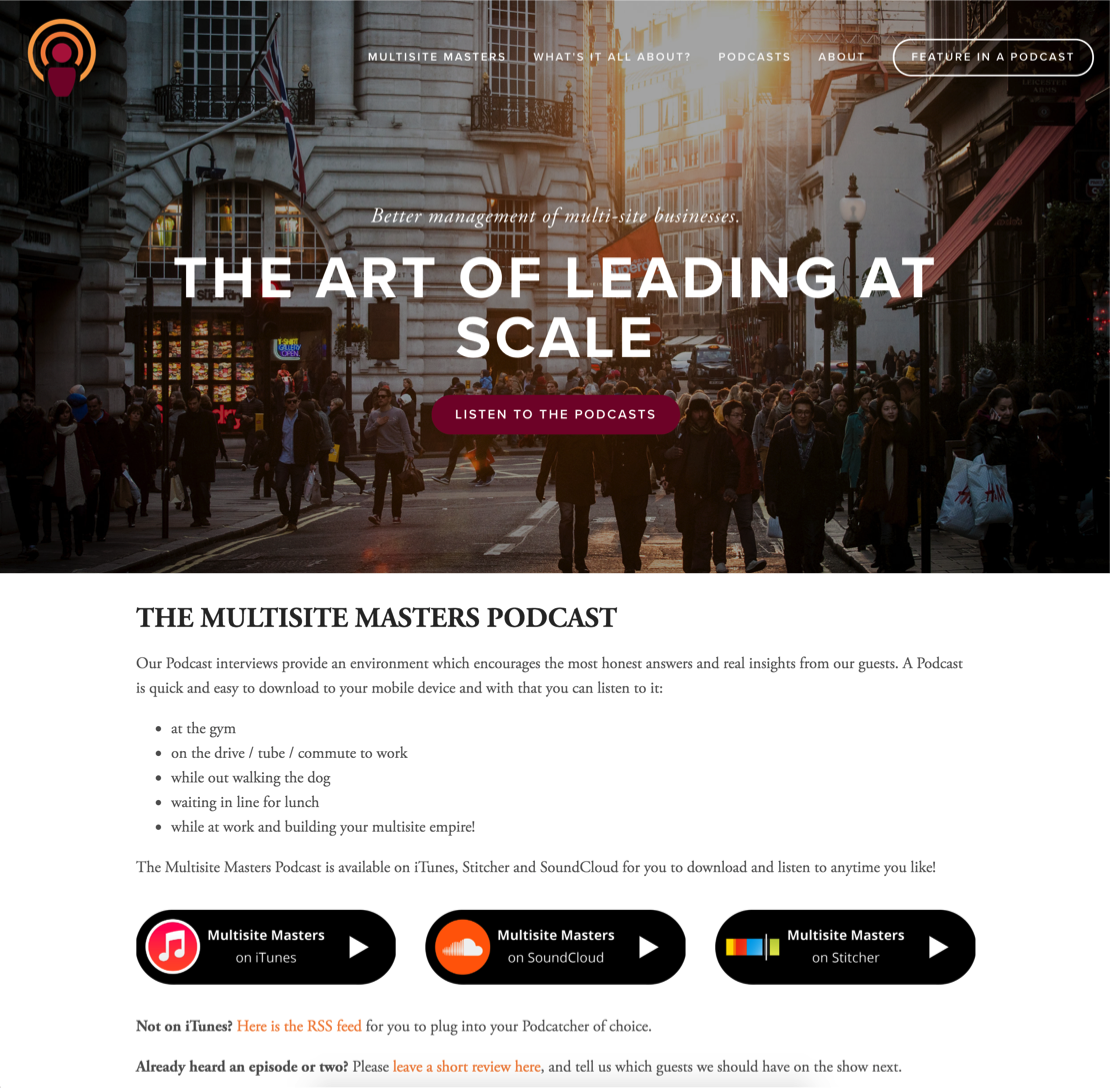 MULTISITE MASTERS WHAT'S IT ALL ABOUT? PODCASTS ABOUT FEATURE IN A PODCAST
Better management of multi-site businesses.
THE ART OF LEADING AT
SCALE
Superdry
T-SHIRT
GALLERY
OPEN
LISTEN TO THE PODCASTS
H&M
THE MULTISITE MASTERS PODCAST
Our Podcast interviews provide an environment which encourages the most honest answers and real insights from our guests. A Podcast
is quick and easy to download to your mobile device and with that you can listen to it:
• at the gym
• on the drive / tube / commute to work
• while out walking the dog
• waiting in line for lunch
• while at work and building your multisite empire!
The Multisite Masters Podcast is available on iTunes, Stitcher and SoundCloud for you to download and listen to anytime you like!
Multisite Masters
on iTunes
Multisite Masters
on SoundCloud
Multisite Masters
on Stitcher
Not on iTunes? Here is the RSS feed for you to plug into your Podcatcher of choice.
Already heard an episode or two? Please leave a short review here, and tell us which guests we should have on the show next.